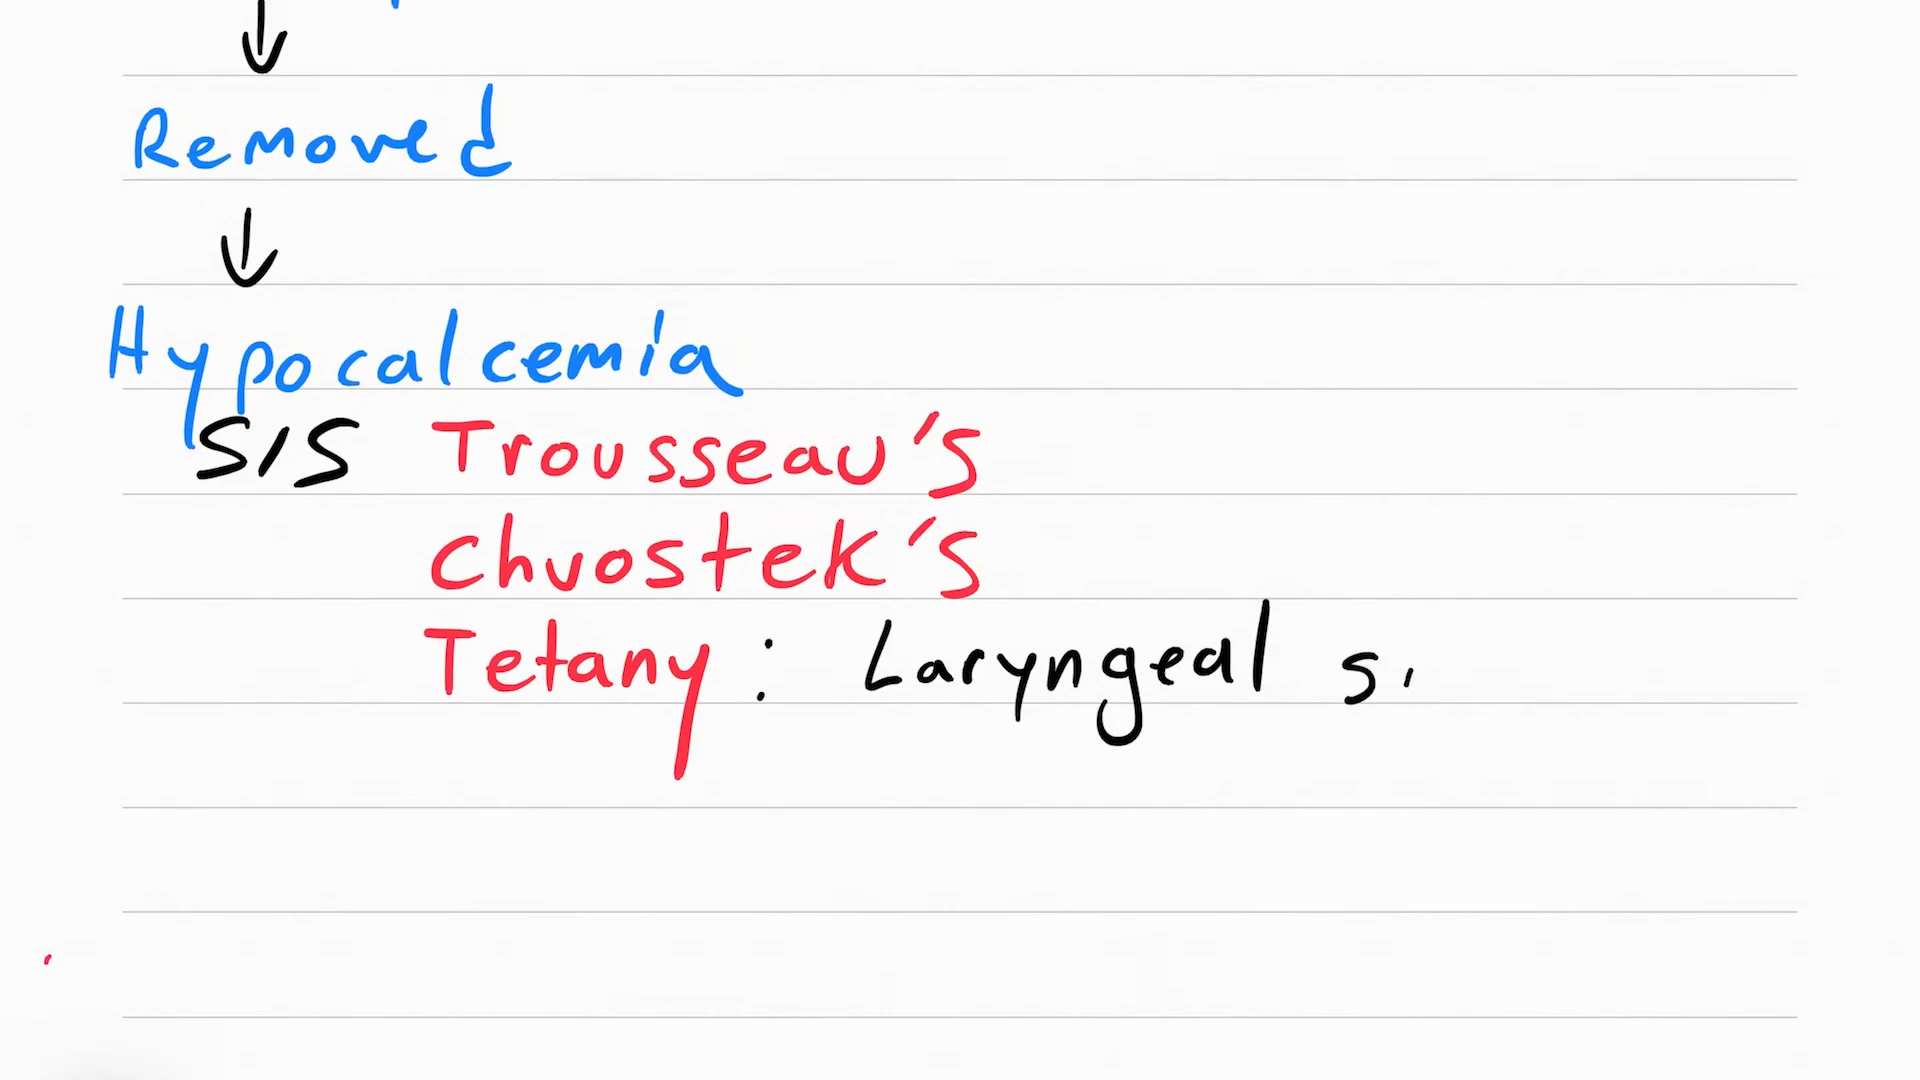 Removed
Hypocalcemia
S/S Trousseau's
Chvostek's
Tetany : Laryngeal s